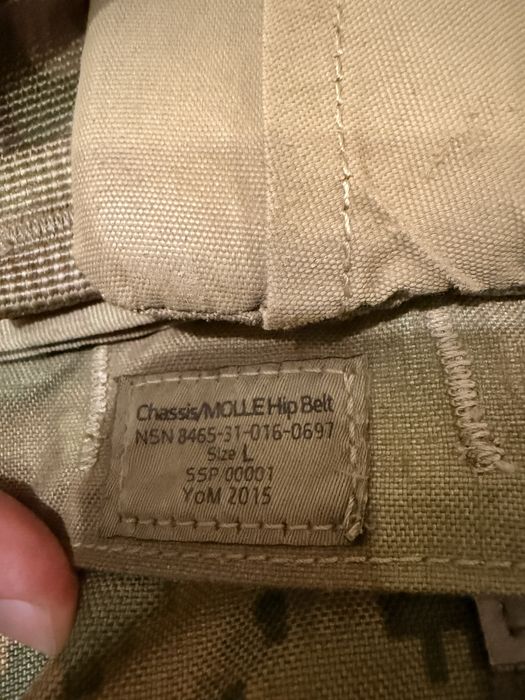 Chassis/MOLLE Hip Belt
NSN 8465-31-016-0697
Size L
SSP/00001
YoM 2015